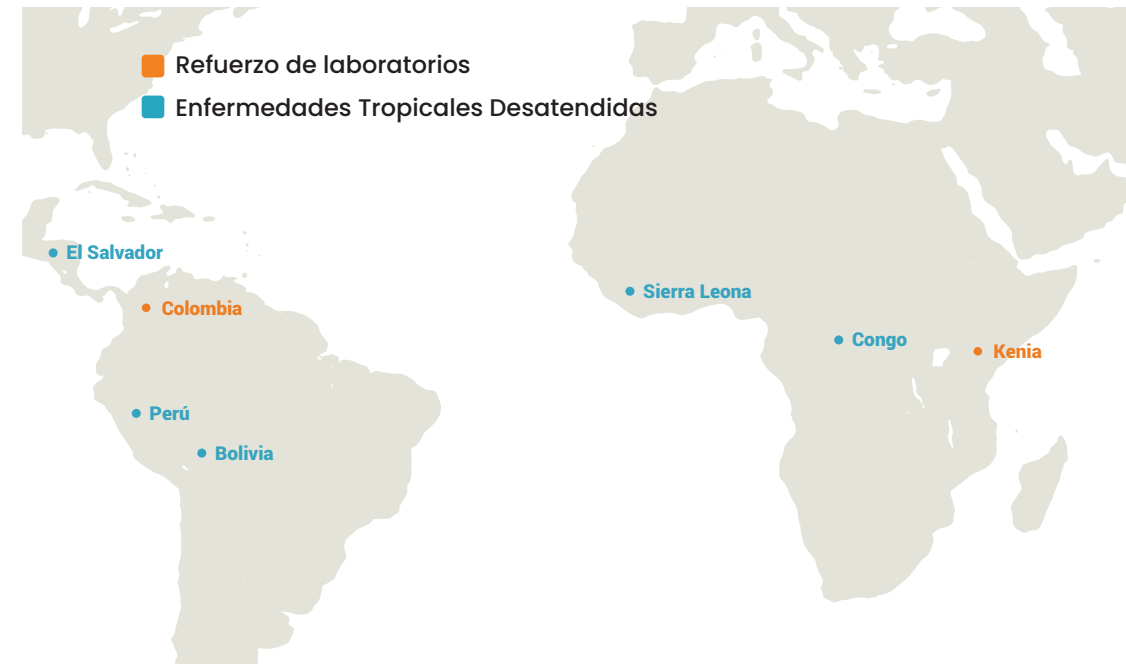 Refuerzo de laboratorios
Enfermedades Tropicales Desatendidas
El Salvador
Sierra Leona
Colombia
Congo
Kenia
Perú
Bolivia